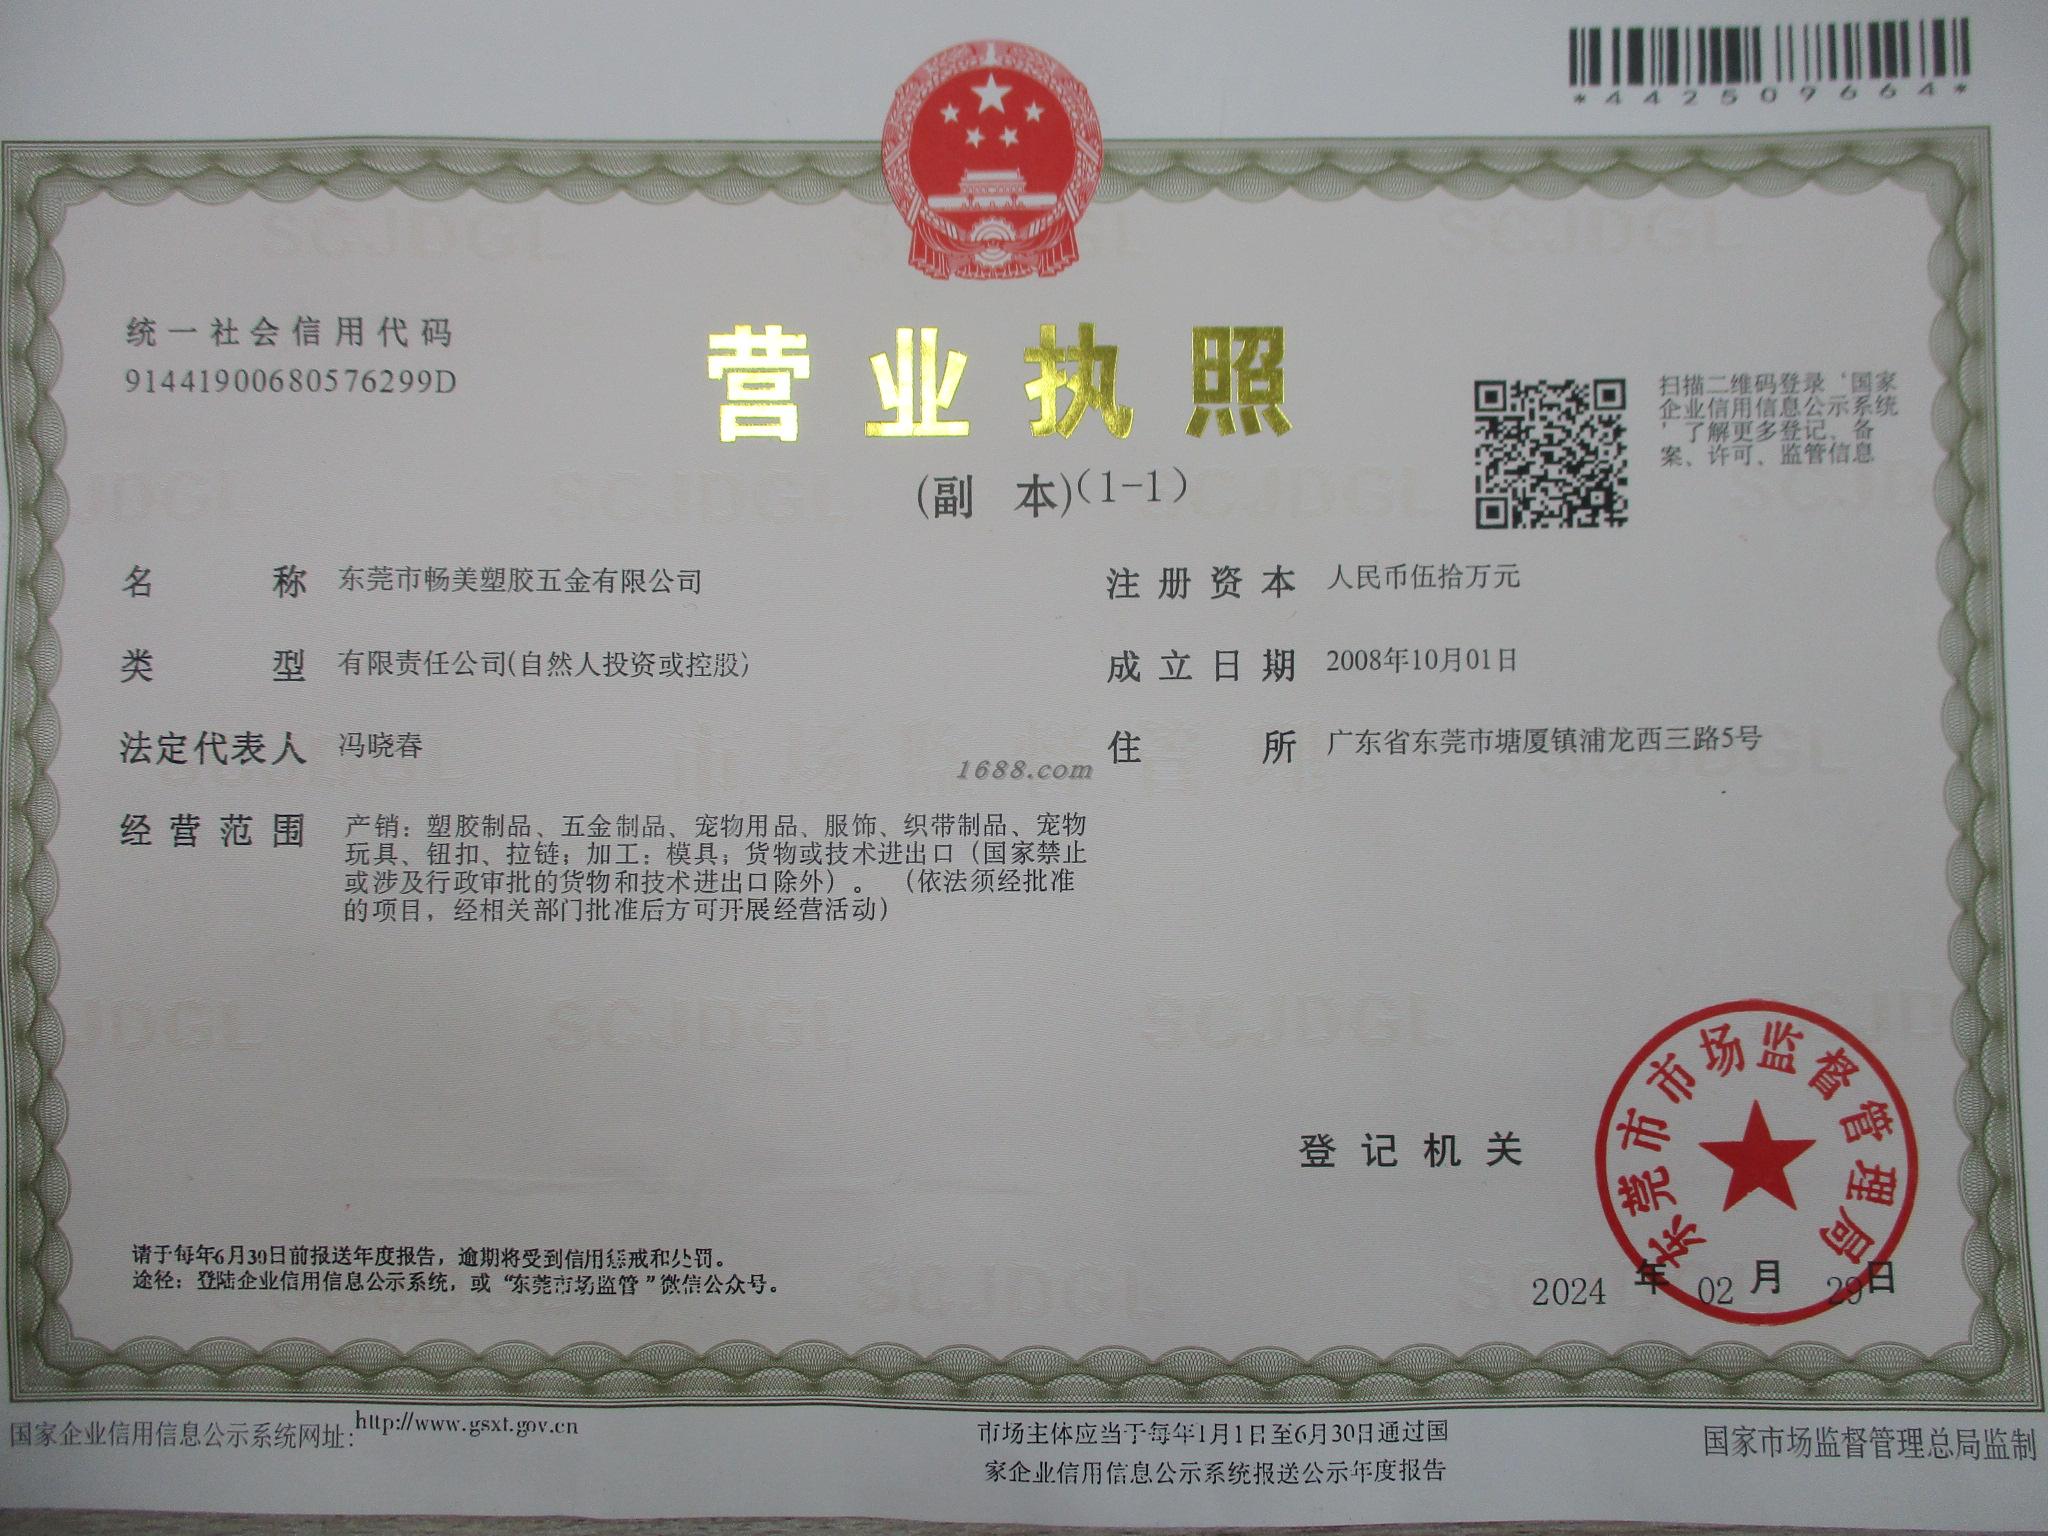 *442509664*
统一社会信用代码
91441900680576299D
营业执照
(副 本)(1-1)
扫描二维码登录‘国家
企业信用信息公示系统
’了解更多登记、备
案、许可、监管信息
名 称 东莞市畅美塑胶五金有限公司
注册资本 人民币伍拾万元
类 型 有限责任公司(自然人投资或控股)
成立日期 2008年10月01日
法定代表人 冯晓春
住 所 广东省东莞市塘厦镇浦龙西三路5号
1688.com
经营范围 产销：塑胶制品、五金制品、宠物用品、服饰、织带制品、宠物
玩具、钮扣、拉链；加工：模具；货物或技术进出口（国家禁止
或涉及行政审批的货物和技术进出口除外）。（依法须经批准
的项目，经相关部门批准后方可开展经营活动）
登记机关
东莞市市场监督管理局
2024 年 02 月 29日
请于每年6月30日前报送年度报告，逾期将受到信用惩戒和处罚。
途径：登陆企业信用信息公示系统，或“东莞市场监管”微信公众号。
国家企业信用信息公示系统网址：http://www.gsxt.gov.cn
市场主体应当于每年1月1日至6月30日通过国
家企业信用信息公示系统报送公示年度报告
国家市场监督管理总局监制
SCJDGL